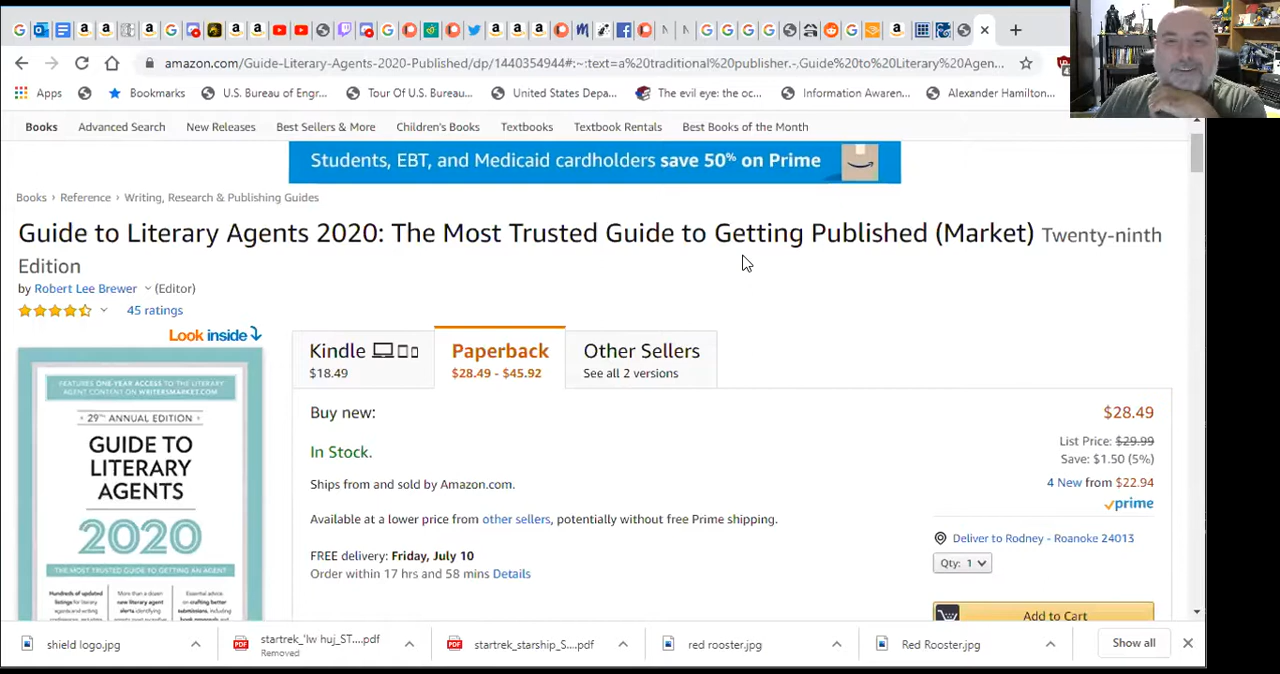 amazon.com/Guide-Literary-Agents-2020-Published/dp/1440354944#:~:text=a%20traditional%20publisher.-,Guide%20to%20Literary%20Agen...
Apps Bookmarks U.S. Bureau of Engr... Tour Of U.S. Bureau... United States Depa... The evil eye: the oc... Information Awaren... Alexander Hamilton...
Books Advanced Search New Releases Best Sellers & More Children's Books Textbooks Textbook Rentals Best Books of the Month
Students, EBT, and Medicaid cardholders save 50% on Prime
Books › Reference › Writing, Research & Publishing Guides
Guide to Literary Agents 2020: The Most Trusted Guide to Getting Published (Market) Twenty-ninth
Edition
by Robert Lee Brewer (Editor)
45 ratings
Look inside
FEATURES ONE-YEAR ACCESS TO THE LITERARY
AGENT CONTENT ON WRITERSMARKET.COM
29TH ANNUAL EDITION
GUIDE TO
LITERARY
AGENTS
2020
THE MOST TRUSTED GUIDE TO GETTING AN AGENT
Kindle
$18.49
Paperback
$28.49 - $45.92
Other Sellers
See all 2 versions
Buy new:
$28.49
In Stock.
List Price: $29.99
Save: $1.50 (5%)
Ships from and sold by Amazon.com.
4 New from $22.94
prime
Available at a lower price from other sellers, potentially without free Prime shipping.
Deliver to Rodney - Roanoke 24013
Qty: 1
FREE delivery: Friday, July 10
Order within 17 hrs and 58 mins Details
Add to Cart
shield logo.jpg
startrek_'lw huj_ST....pdf
Removed
startrek_starship_S....pdf
red rooster.jpg
Red Rooster.jpg
Show all